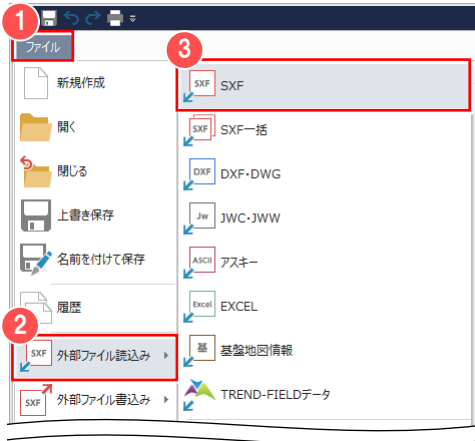 1
ファイル
新規作成
開く
閉じる
上書き保存
名前を付けて保存
履歴
2
SXF 外部ファイル読込み
SXF 外部ファイル書込み
3
SXF SXF
SXF SXF一括
DXF DXF・DWG
Jw JWC・JWW
ASCII アスキー
Excel EXCEL
基 基盤地図情報
TREND-FIELDデータ